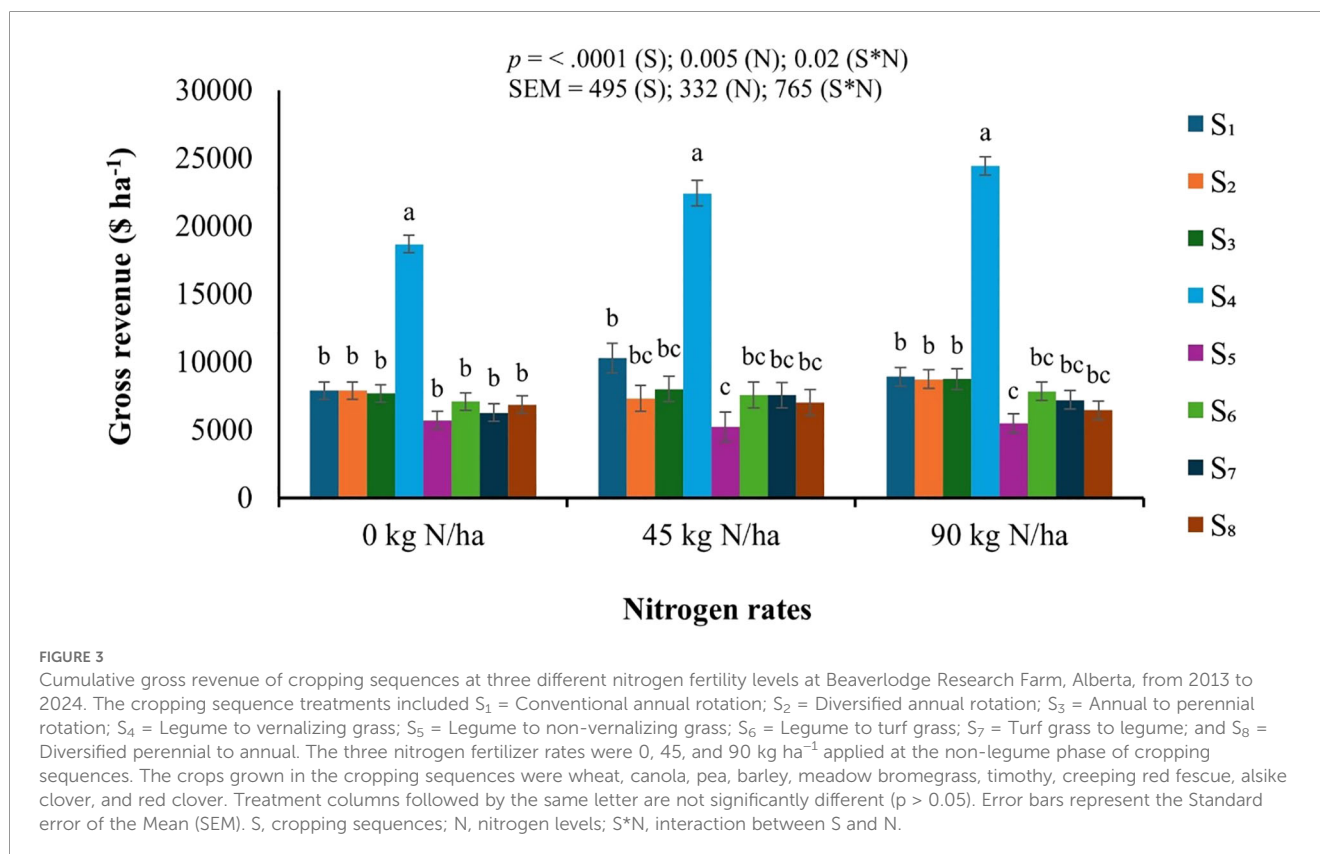 p = < .0001 (S); 0.005 (N); 0.02 (S*N)
SEM = 495 (S); 332 (N); 765 (S*N)
Gross revenue ($ ha⁻¹)
30000
25000
20000
15000
10000
5000
0
b b b a b b b b
b bc bc a c bc bc bc
b b b a c bc bc bc
0 kg N/ha 45 kg N/ha 90 kg N/ha
Nitrogen rates
S₁
S₂
S₃
S₄
S₅
S₆
S₇
S₈
FIGURE 3
Cumulative gross revenue of cropping sequences at three different nitrogen fertility levels at Beaverlodge Research Farm, Alberta, from 2013 to
2024. The cropping sequence treatments included S₁ = Conventional annual rotation; S₂ = Diversified annual rotation; S₃ = Annual to perennial
rotation; S₄ = Legume to vernalizing grass; S₅ = Legume to non-vernalizing grass; S₆ = Legume to turf grass; S₇ = Turf grass to legume; and S₈ =
Diversified perennial to annual. The three nitrogen fertilizer rates were 0, 45, and 90 kg ha⁻¹ applied at the non-legume phase of cropping
sequences. The crops grown in the cropping sequences were wheat, canola, pea, barley, meadow bromegrass, timothy, creeping red fescue, alsike
clover, and red clover. Treatment columns followed by the same letter are not significantly different (p > 0.05). Error bars represent the Standard
error of the Mean (SEM). S, cropping sequences; N, nitrogen levels; S*N, interaction between S and N.